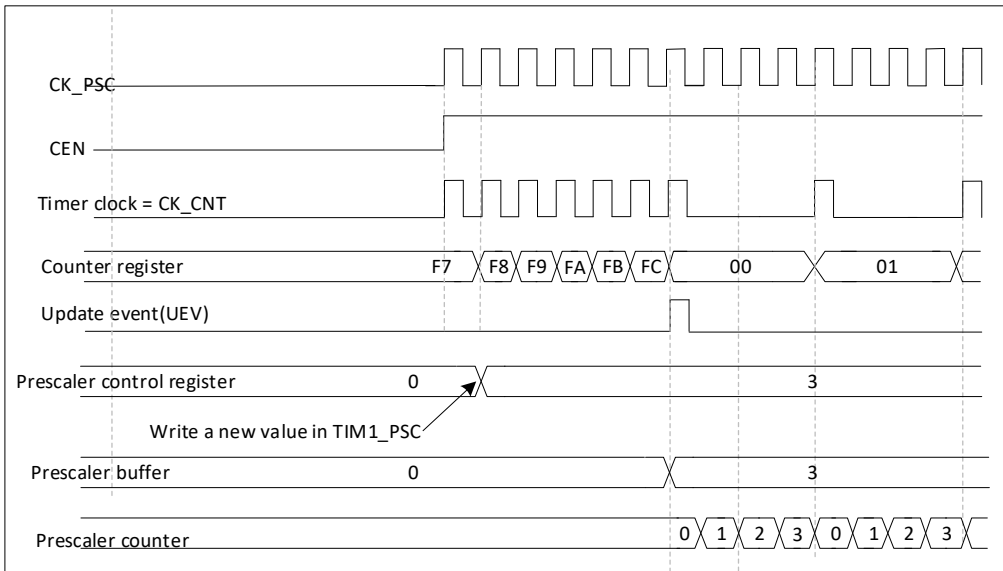 CK_PSC
CEN
Timer clock = CK_CNT
Counter register F7 F8 F9 FA FB FC 00 01
Update event(UEV)
Prescaler control register 0 3
Write a new value in TIM1_PSC
Prescaler buffer 0 3
Prescaler counter 0 1 2 3 0 1 2 3